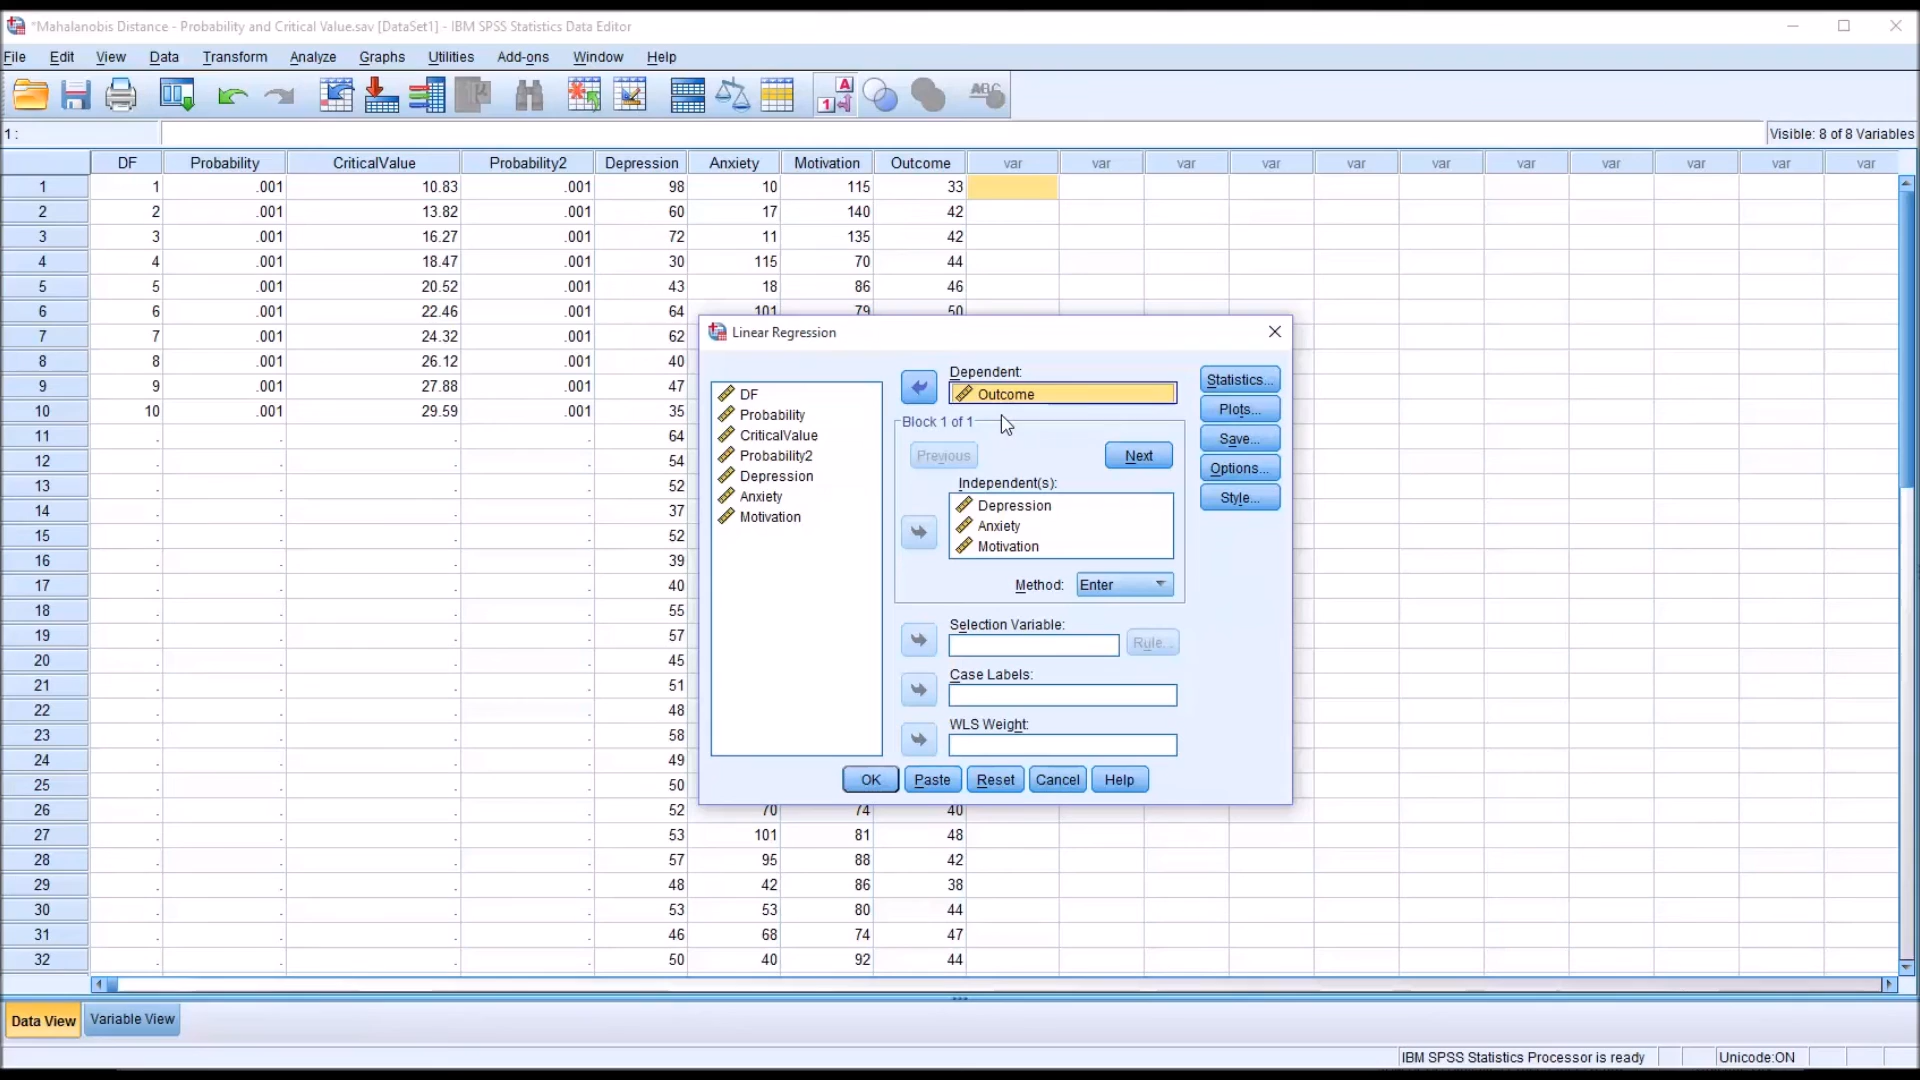 *Mahalanobis Distance - Probability and Critical Value.sav [DataSet1] - IBM SPSS Statistics Data Editor
File Edit View Data Transform Analyze Graphs Utilities Add-ons Window Help
1 A ABC
1 : Visible: 8 of 8 Variables
DF Probability CriticalValue Probability2 Depression Anxiety Motivation Outcome var var var var var var var var var var var
1 1 .001 10.83 .001 98 10 115 33
2 2 .001 13.82 .001 60 17 140 42
3 3 .001 16.27 .001 72 11 135 42
4 4 .001 18.47 .001 30 115 70 44
5 5 .001 20.52 .001 43 18 86 46
6 6 .001 22.46 .001 64 101 79 50
7 7 .001 24.32 .001 62
8 8 .001 26.12 .001 40
9 9 .001 27.88 .001 47
10 10 .001 29.59 .001 35
11 . . . . 64
12 . . . . 54
13 . . . . 52
14 . . . . 37
15 . . . . 52
16 . . . . 39
17 . . . . 40
18 . . . . 55
19 . . . . 57
20 . . . . 45
21 . . . . 51
22 . . . . 48
23 . . . . 58
24 . . . . 49
25 . . . . 50
26 . . . . 52 70 74 40
27 . . . . 53 101 81 48
28 . . . . 57 95 88 42
29 . . . . 48 42 86 38
30 . . . . 53 53 80 44
31 . . . . 46 68 74 47
32 . . . . 50 40 92 44
Linear Regression
DF
Probability
CriticalValue
Probability2
Depression
Anxiety
Motivation
Dependent:
Outcome
Block 1 of 1
Previous Next
Independent(s):
Depression
Anxiety
Motivation
Method: Enter
Selection Variable:
Rule...
Case Labels:
WLS Weight:
Statistics...
Plots...
Save...
Options...
Style...
OK Paste Reset Cancel Help
Data View Variable View
IBM SPSS Statistics Processor is ready Unicode:ON